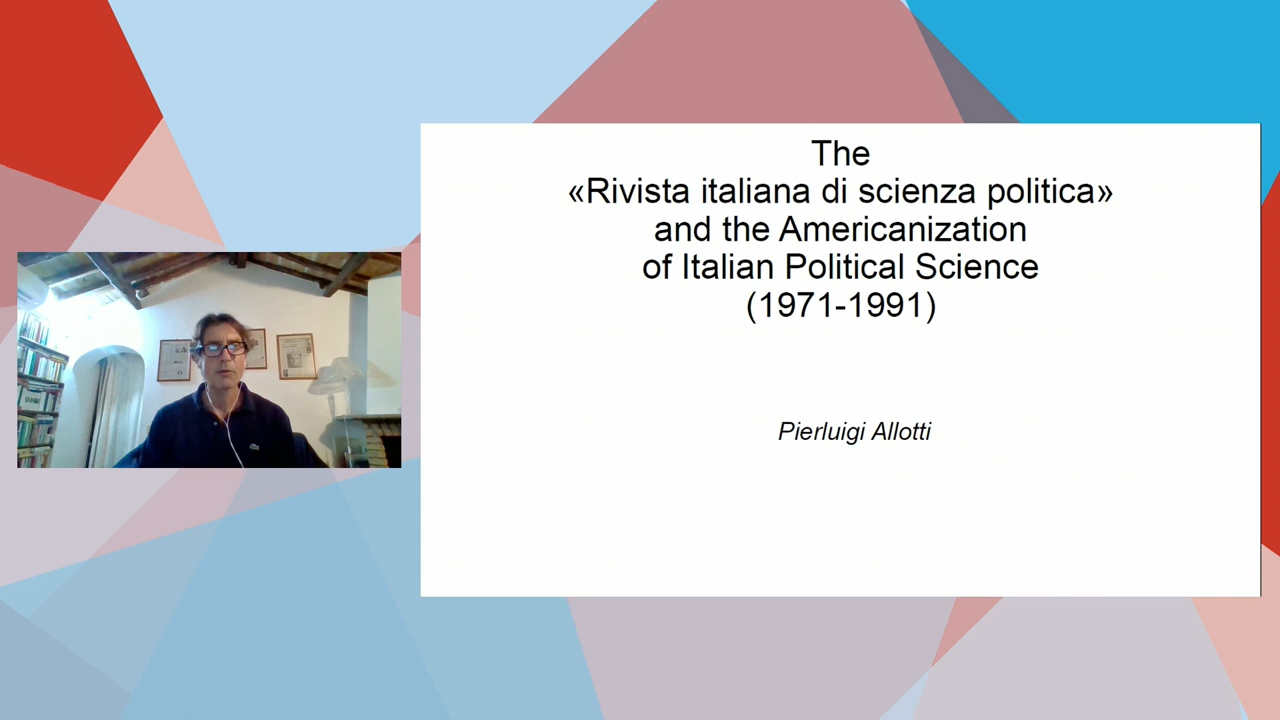 The
«Rivista italiana di scienza politica»
and the Americanization
of Italian Political Science
(1971-1991)
Pierluigi Allotti